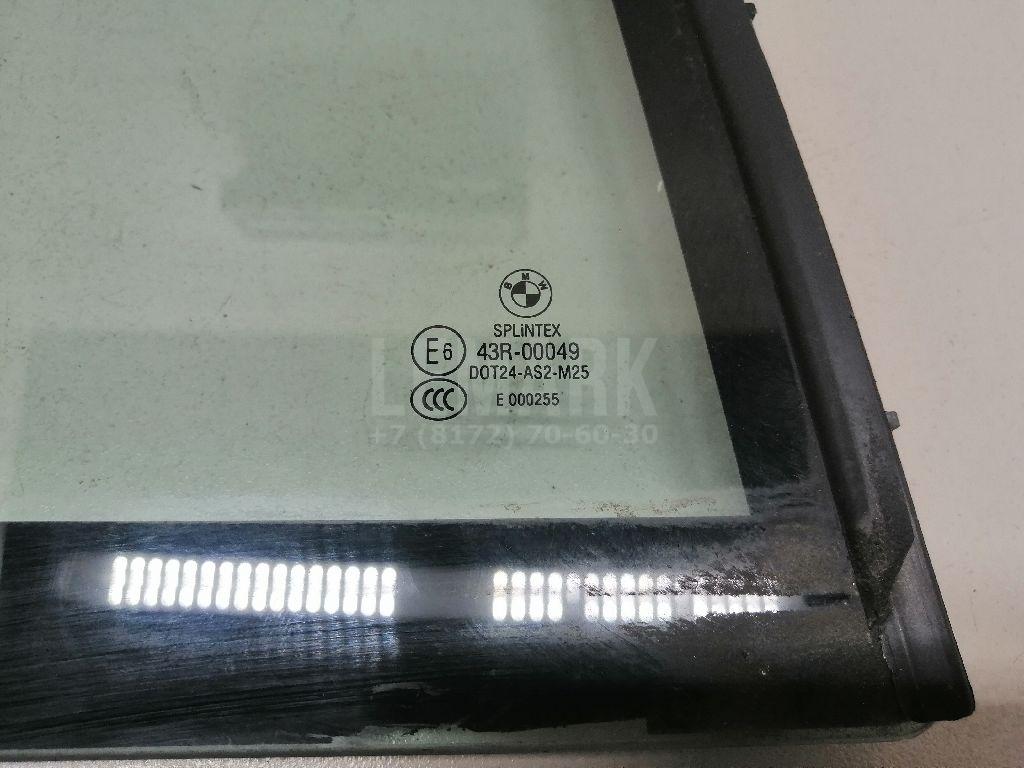 BMW
SPLiNTEX
E6 43R-00049
DOT24-AS2-M25
CCC E 000255
+7 (8172) 70-60-30